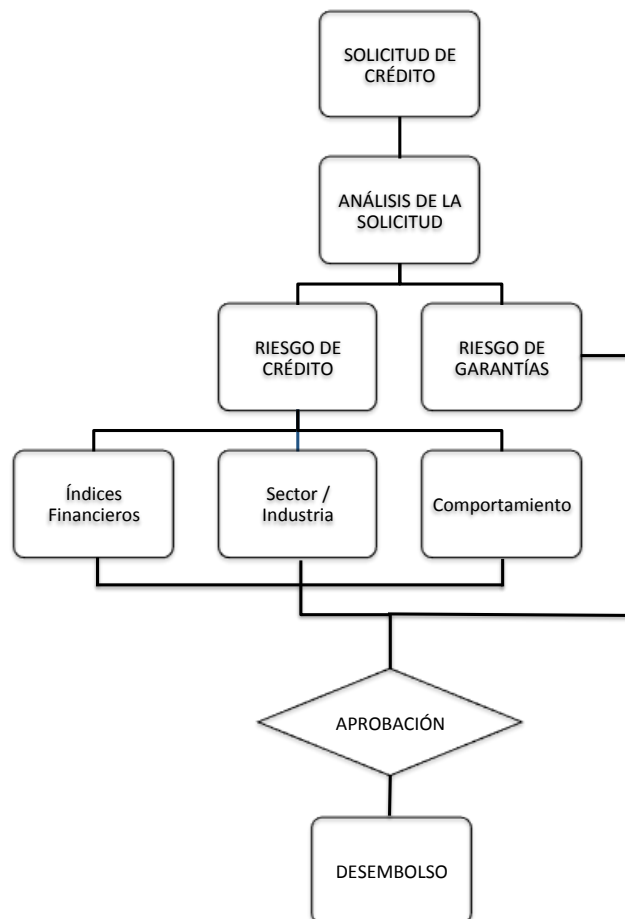 SOLICITUD DE
CRÉDITO
ANÁLISIS DE LA
SOLICITUD
RIESGO DE
CRÉDITO
RIESGO DE
GARANTÍAS
Índices
Financieros
Sector /
Industria
Comportamiento
APROBACIÓN
DESEMBOLSO